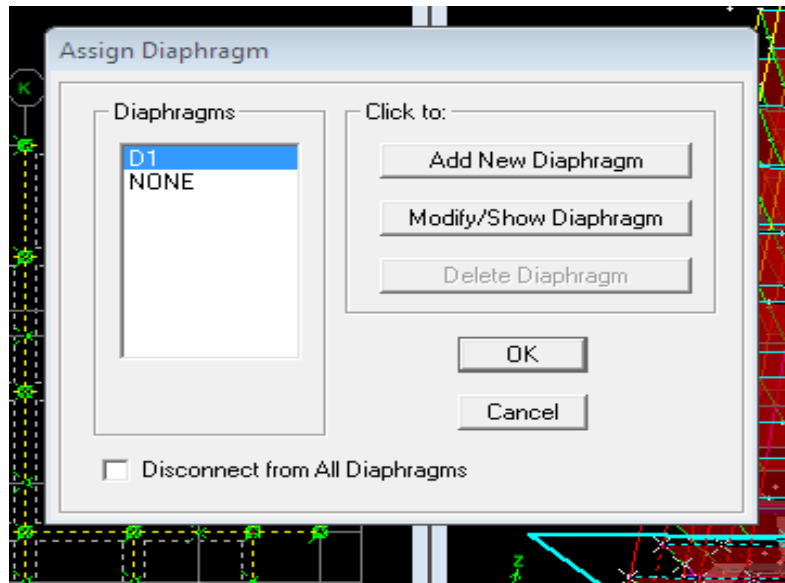 Assign Diaphragm
K
Diaphragms
D1
NONE
Click to:
Add New Diaphragm
Modify/Show Diaphragm
Delete Diaphragm
OK
Cancel
Disconnect from All Diaphragms
z